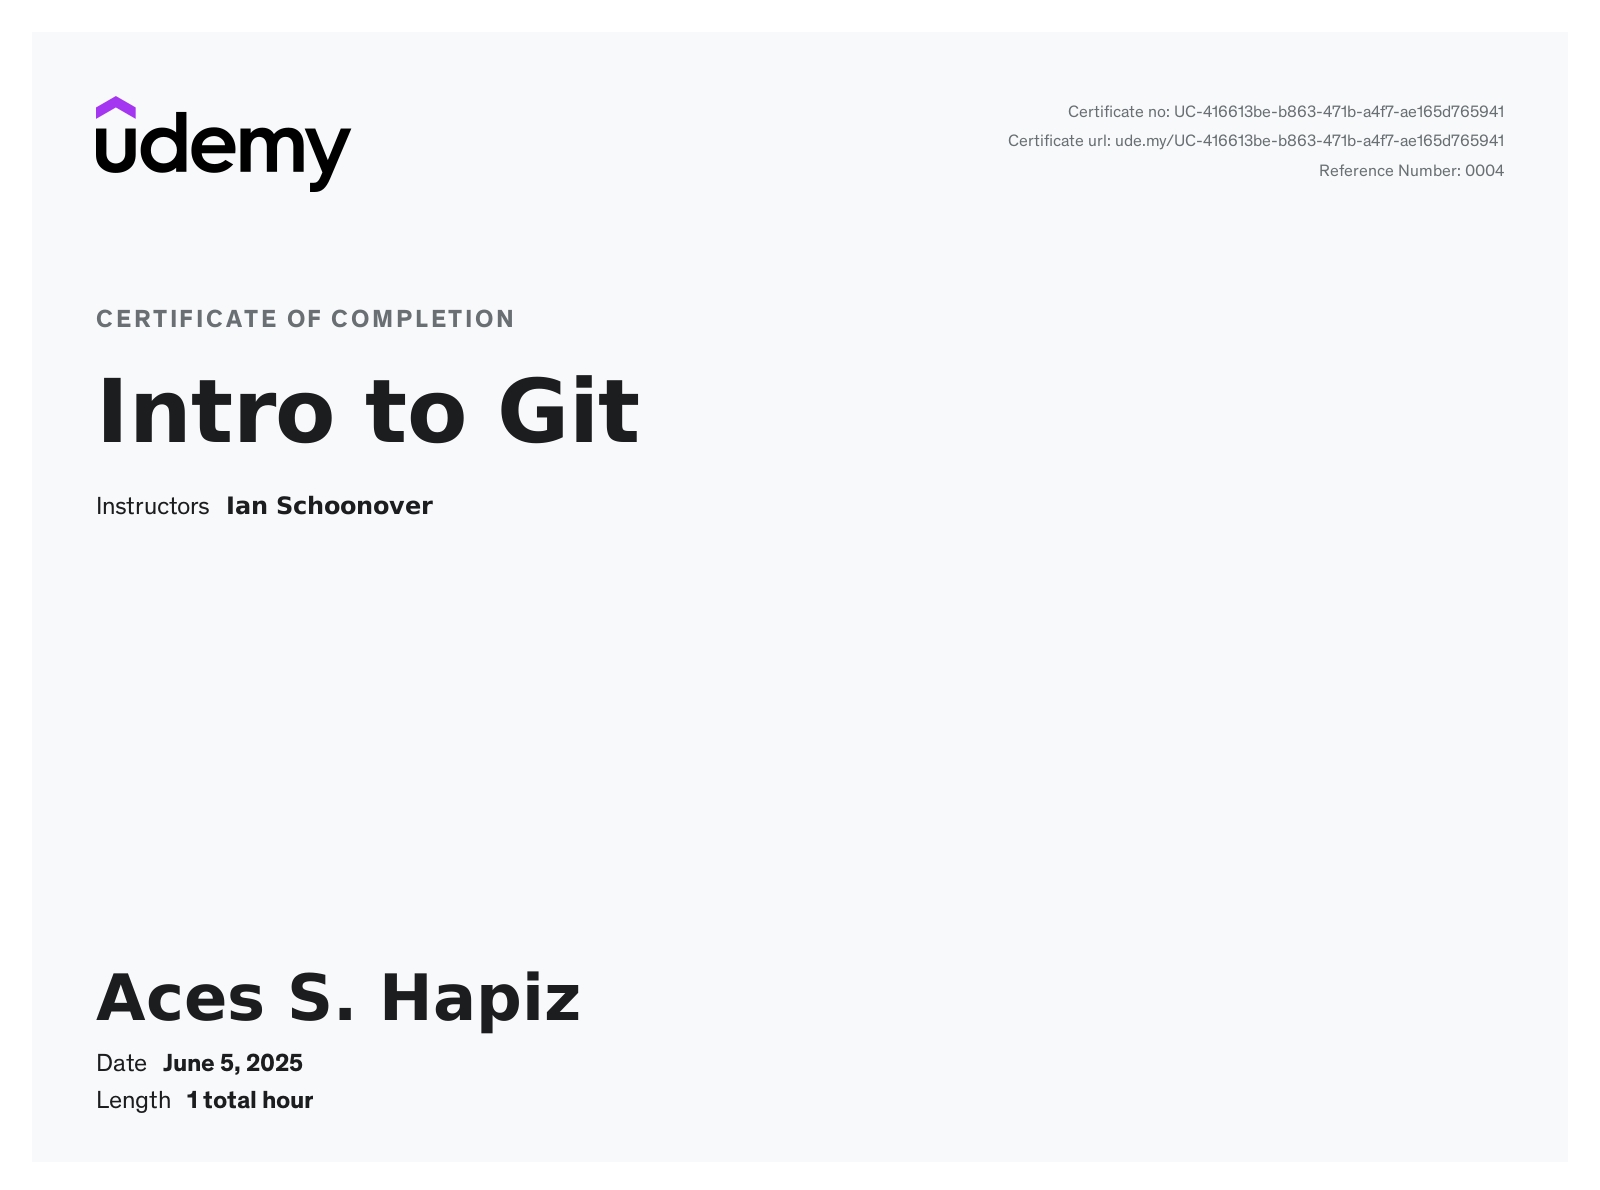 udemy
Certificate no: UC-416613be-b863-471b-a4f7-ae165d765941
Certificate url: ude.my/UC-416613be-b863-471b-a4f7-ae165d765941
Reference Number: 0004
CERTIFICATE OF COMPLETION
Intro to Git
Instructors Ian Schoonover
Aces S. Hapiz
Date June 5, 2025
Length 1 total hour